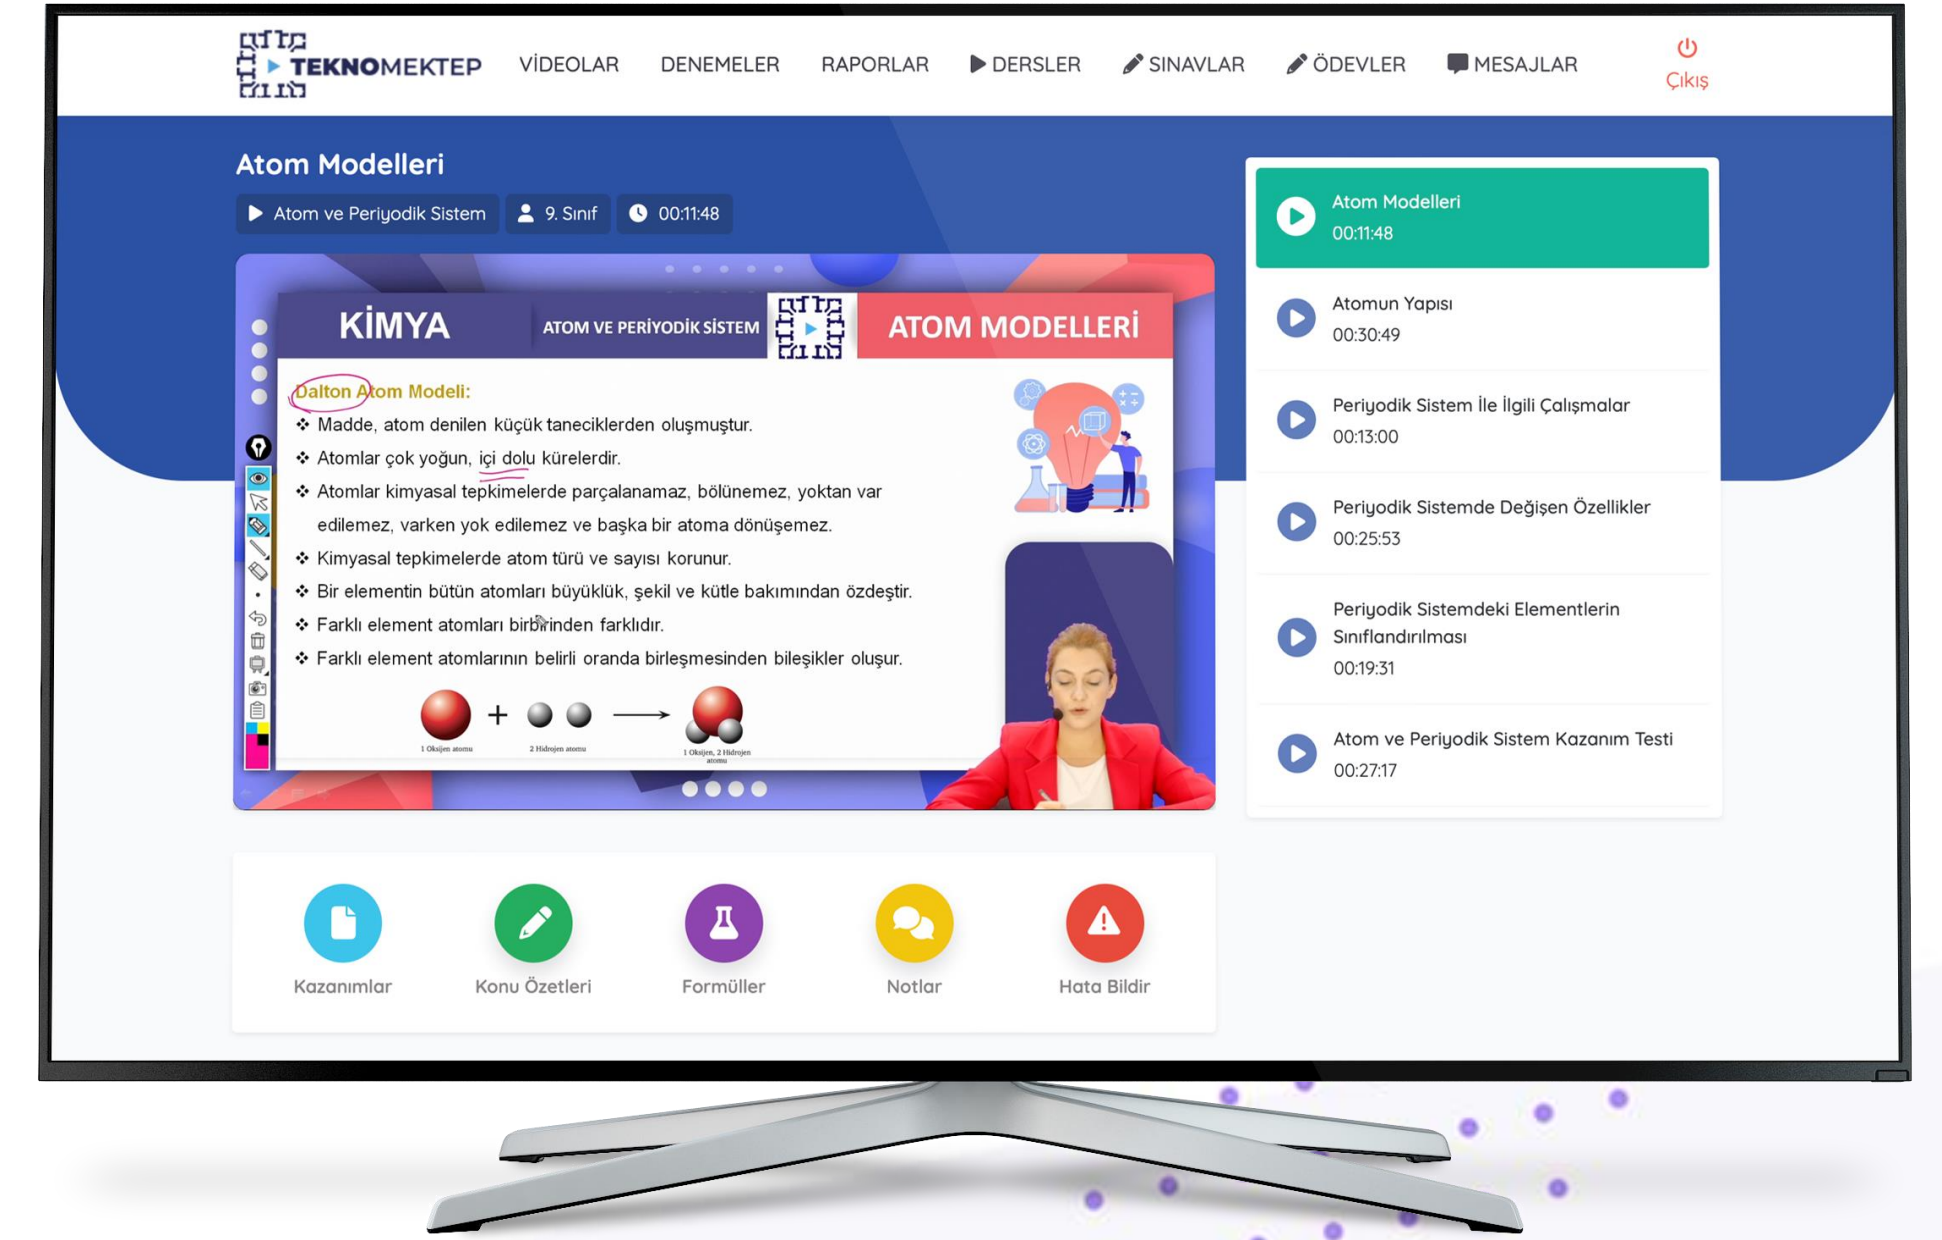 TEKNOMEKTEP
VİDEOLAR
DENEMELER
RAPORLAR
DERSLER
SINAVLAR
ÖDEVLER
MESAJLAR
Çıkış
Atom Modelleri
Atom ve Periyodik Sistem
9. Sınıf
00:11:48
KİMYA
ATOM VE PERİYODİK SİSTEM
ATOM MODELLERİ
Dalton Atom Modeli:
Madde, atom denilen küçük taneciklerden oluşmuştur.
Atomlar çok yoğun, içi dolu kürelerdir.
Atomlar kimyasal tepkimelerde parçalanamaz, bölünemez, yoktan var
edilemez, varken yok edilemez ve başka bir atoma dönüşemez.
Kimyasal tepkimelerde atom türü ve sayısı korunur.
Bir elementin bütün atomları büyüklük, şekil ve kütle bakımından özdeştir.
Farklı element atomları birbirinden farklıdır.
Farklı element atomlarının belirli oranda birleşmesinden bileşikler oluşur.
+
1 Oksijen atomu
2 Hidrojen atomu
1 Oksijen, 2 Hidrojen
atomu
Atom Modelleri
00:11:48
Atomun Yapısı
00:30:49
Periyodik Sistem İle İlgili Çalışmalar
00:13:00
Periyodik Sistemde Değişen Özellikler
00:25:53
Periyodik Sistemdeki Elementlerin
Sınıflandırılması
00:19:31
Atom ve Periyodik Sistem Kazanım Testi
00:27:17
Kazanımlar
Konu Özetleri
Formüller
Notlar
Hata Bildir